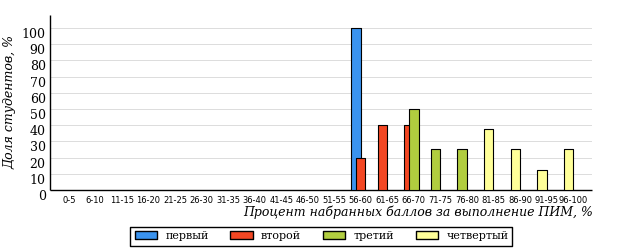 Доля студентов, %
100
90
80
70
60
50
40
30
20
10
0
0-5 6-10 11-15 16-20 21-25 26-30 31-35 36-40 41-45 46-50 51-55 56-60 61-65 66-70 71-75 76-80 81-85 86-90 91-95 96-100
Процент набранных баллов за выполнение ПИМ, %
первый второй третий четвертый